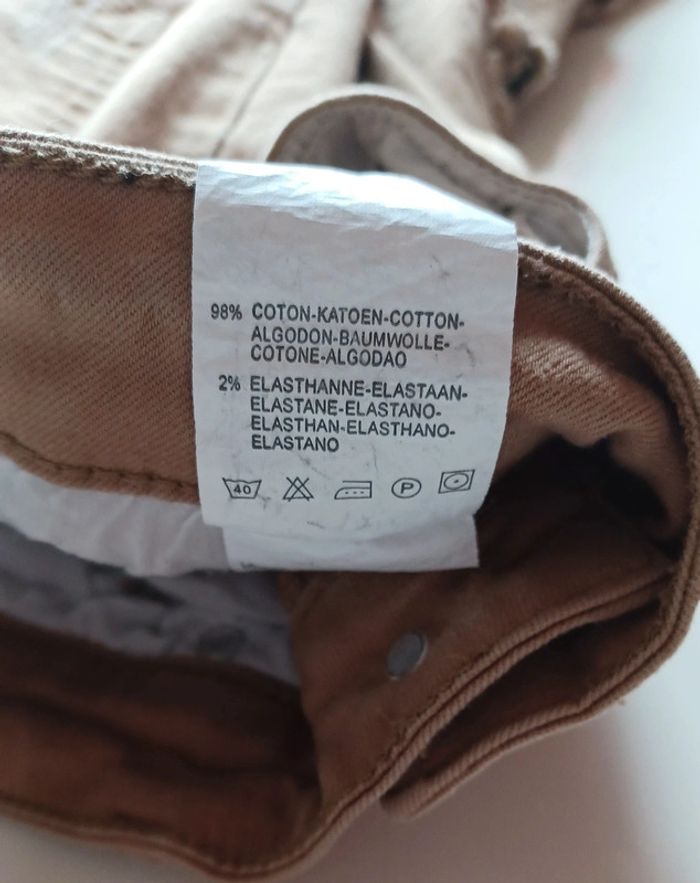 98% COTON-KATOEN-COTTON-
ALGODON-BAUMWOLLE-
COTONE-ALGODAO
2% ELASTHANNE-ELASTAAN-
ELASTANE-ELASTANO-
ELASTHAN-ELASTHANO-
ELASTANO
40 P